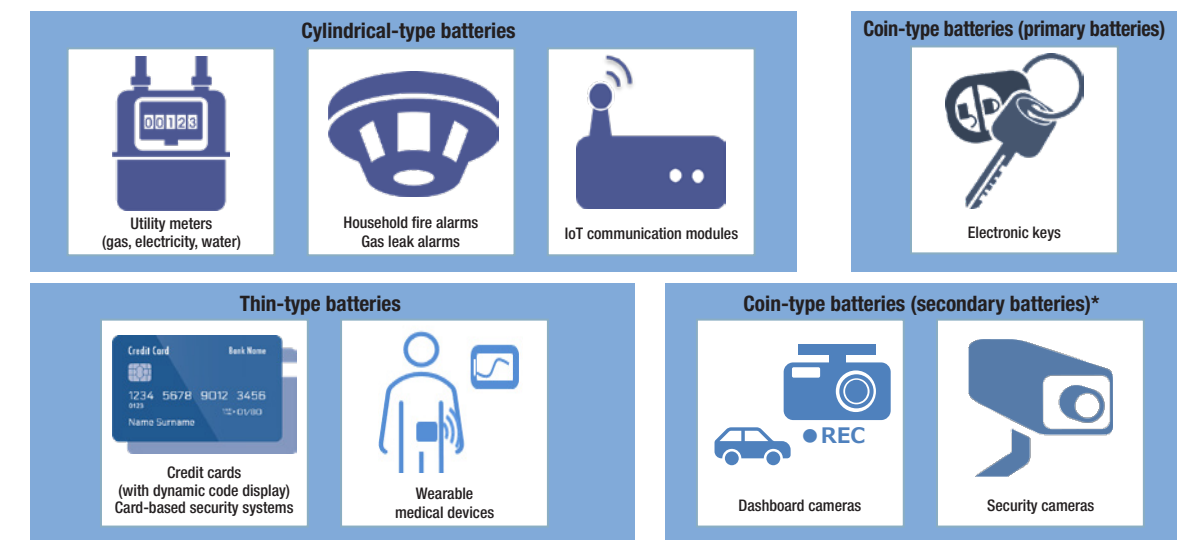 Cylindrical-type batteries
00123
Utility meters
(gas, electricity, water)
Household fire alarms
Gas leak alarms
IoT communication modules
Coin-type batteries (primary batteries)
Electronic keys
Thin-type batteries
Credit Card Bank Name
1234 5678 9012 3456
0123
01/80
Name Surname
Credit cards
(with dynamic code display)
Card-based security systems
Wearable
medical devices
Coin-type batteries (secondary batteries)*
REC
Dashboard cameras
Security cameras